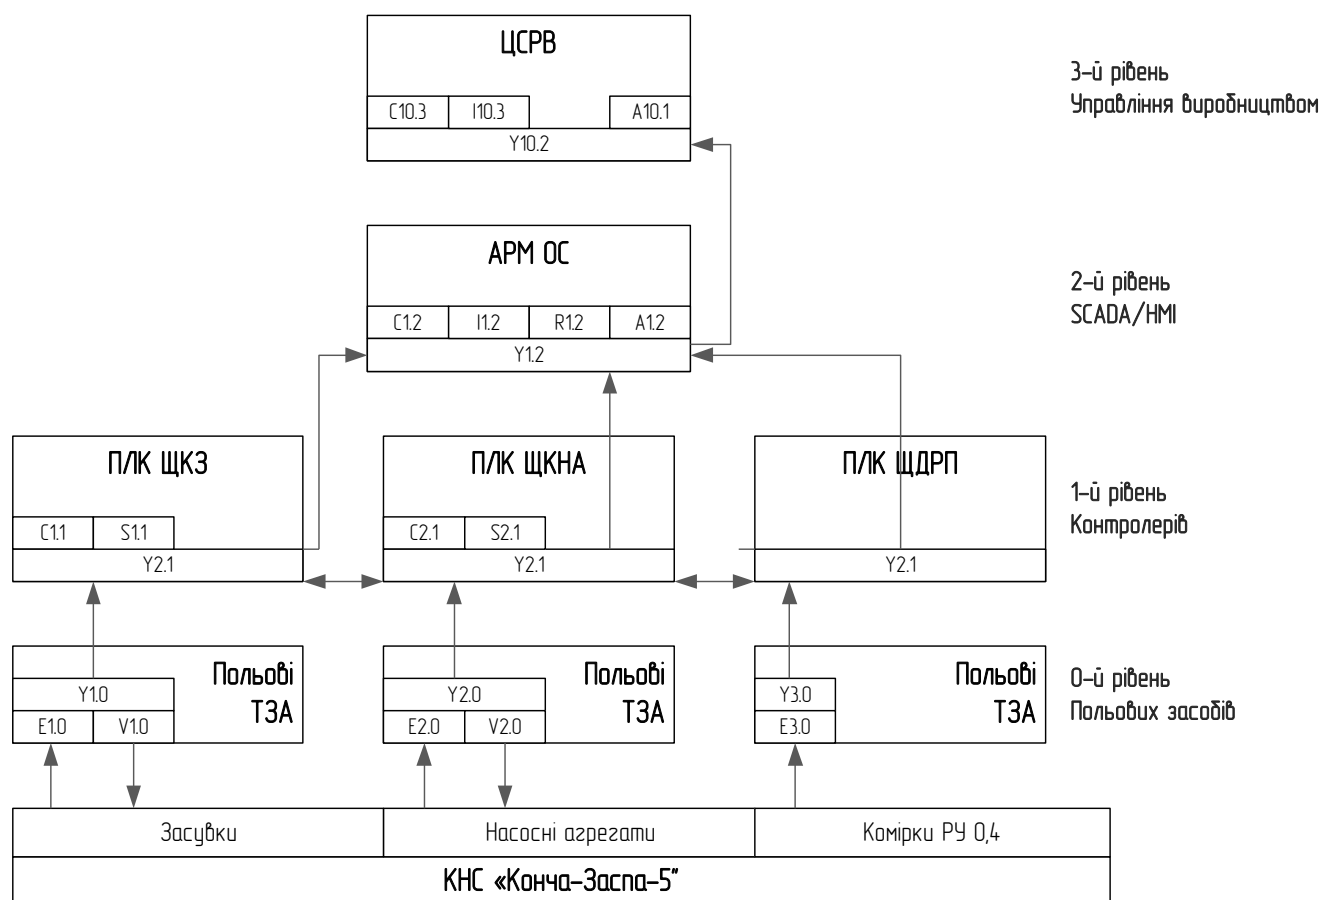 ЦСРВ
3-й рівень
Управління виробництвом
C10.3 I10.3 A10.1
Y10.2
АРМ ОС
2-й рівень
SCADA/HMI
C1.2 I1.2 R1.2 A1.2
Y1.2
ПЛК ЩКЗ ПЛК ЩКНА ПЛК ЩДРП
1-й рівень
Контролерів
C1.1 S1.1 C2.1 S2.1
Y2.1 Y2.1 Y2.1
Польові Польові Польові
ТЗА ТЗА ТЗА
0-й рівень
Польових засобів
Y1.0 Y2.0 Y3.0
E1.0 V1.0 E2.0 V2.0 E3.0
Засувки Насосні агрегати Комірки РУ 0,4
КНС «Конча-Заспа-5"